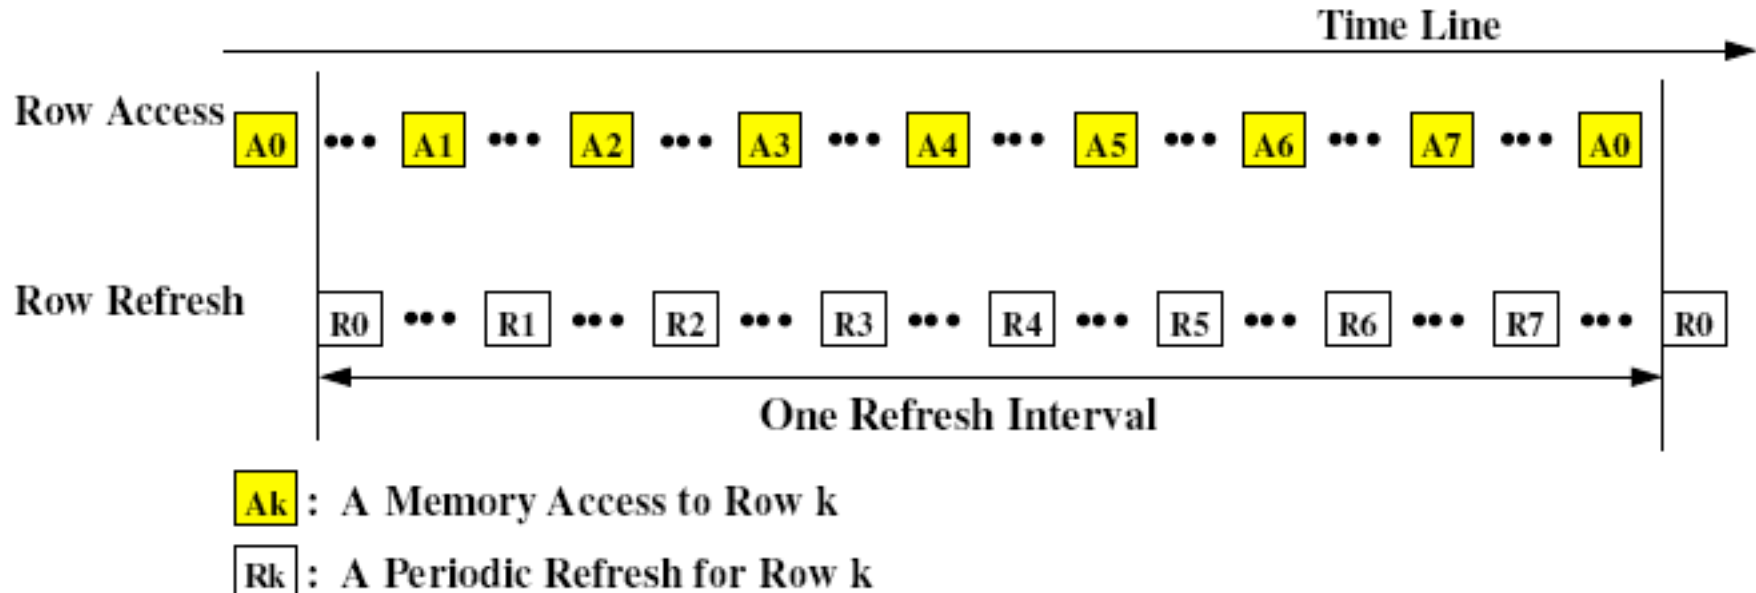 Time Line
Row Access A0 ••• A1 ••• A2 ••• A3 ••• A4 ••• A5 ••• A6 ••• A7 ••• A0
Row Refresh R0 ••• R1 ••• R2 ••• R3 ••• R4 ••• R5 ••• R6 ••• R7 ••• R0
One Refresh Interval
Ak : A Memory Access to Row k
Rk : A Periodic Refresh for Row k